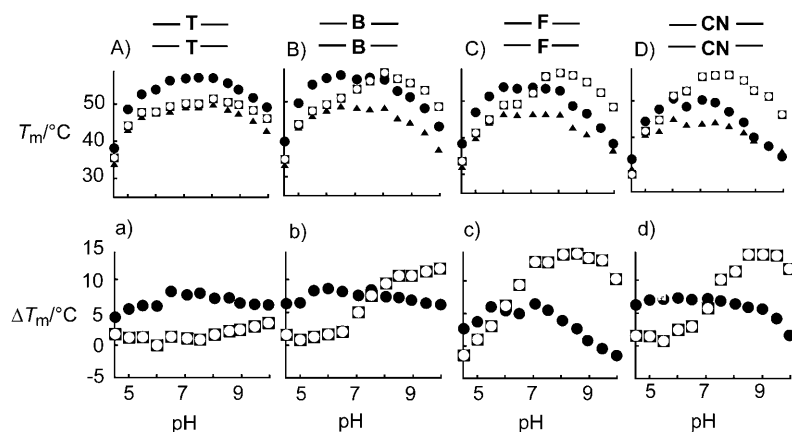 T B F CN
T B F CN
A) B) C) D)
50
Tm/°C 40
30
a) b) c) d)
15
10
ΔTm/°C 5
0
-5
5 7 9 5 7 9 5 7 9 5 7 9
pH pH pH pH